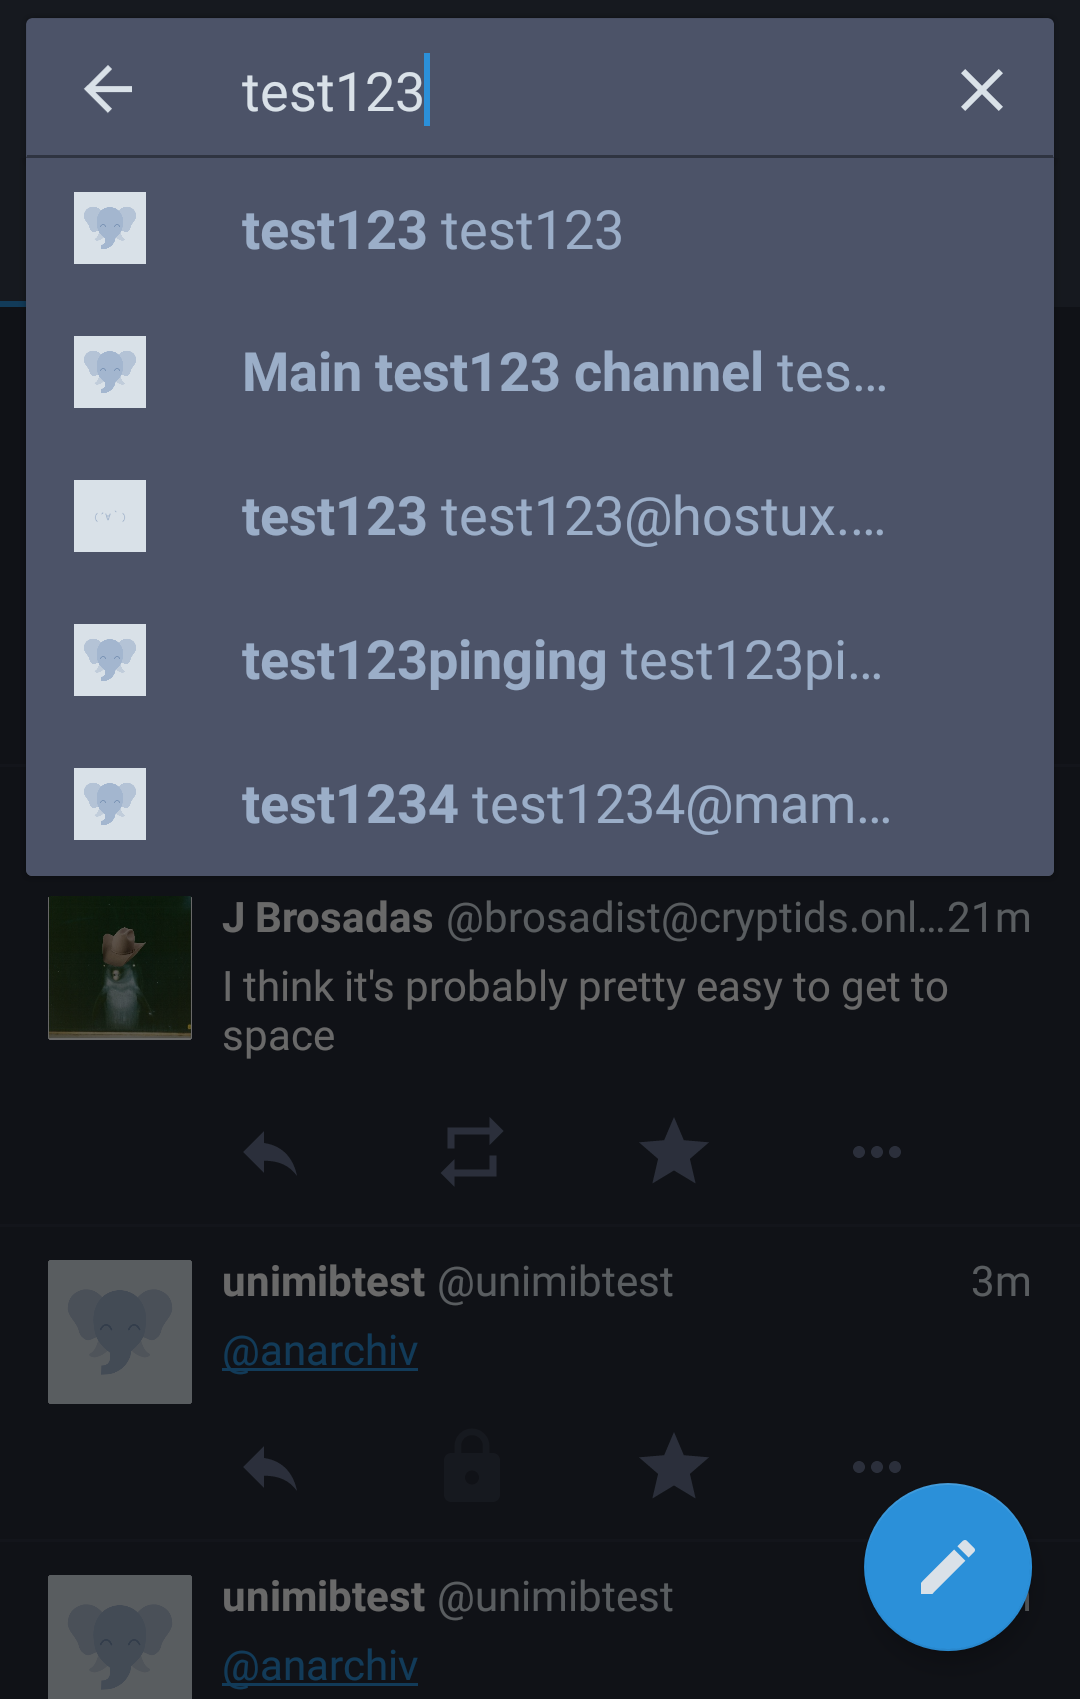 test123
test123 test123
Main test123 channel tes...
test123 test123@hostux....
test123pinging test123pi...
test1234 test1234@mam...
J Brosadas @brosadist@cryptids.onl...21m
I think it's probably pretty easy to get to
space
unimibtest @unimibtest 3m
@anarchiv
unimibtest @unimibtest
@anarchiv